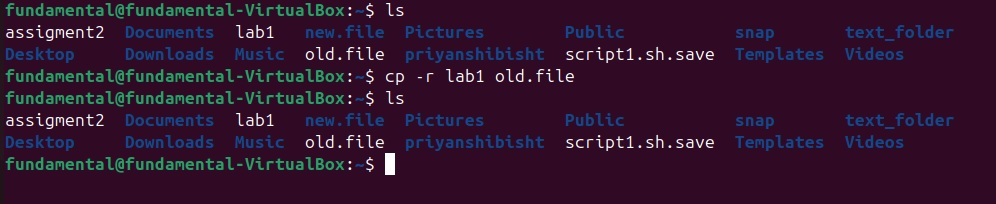 fundamental@fundamental-VirtualBox:~$ ls
assigment2  Documents  lab1  new.file  Pictures  Public  snap  text_folder
Desktop  Downloads  Music  old.file  priyanshibisht  script1.sh.save  Templates  Videos
fundamental@fundamental-VirtualBox:~$ cp -r lab1 old.file
fundamental@fundamental-VirtualBox:~$ ls
assigment2  Documents  lab1  new.file  Pictures  Public  snap  text_folder
Desktop  Downloads  Music  old.file  priyanshibisht  script1.sh.save  Templates  Videos
fundamental@fundamental-VirtualBox:~$